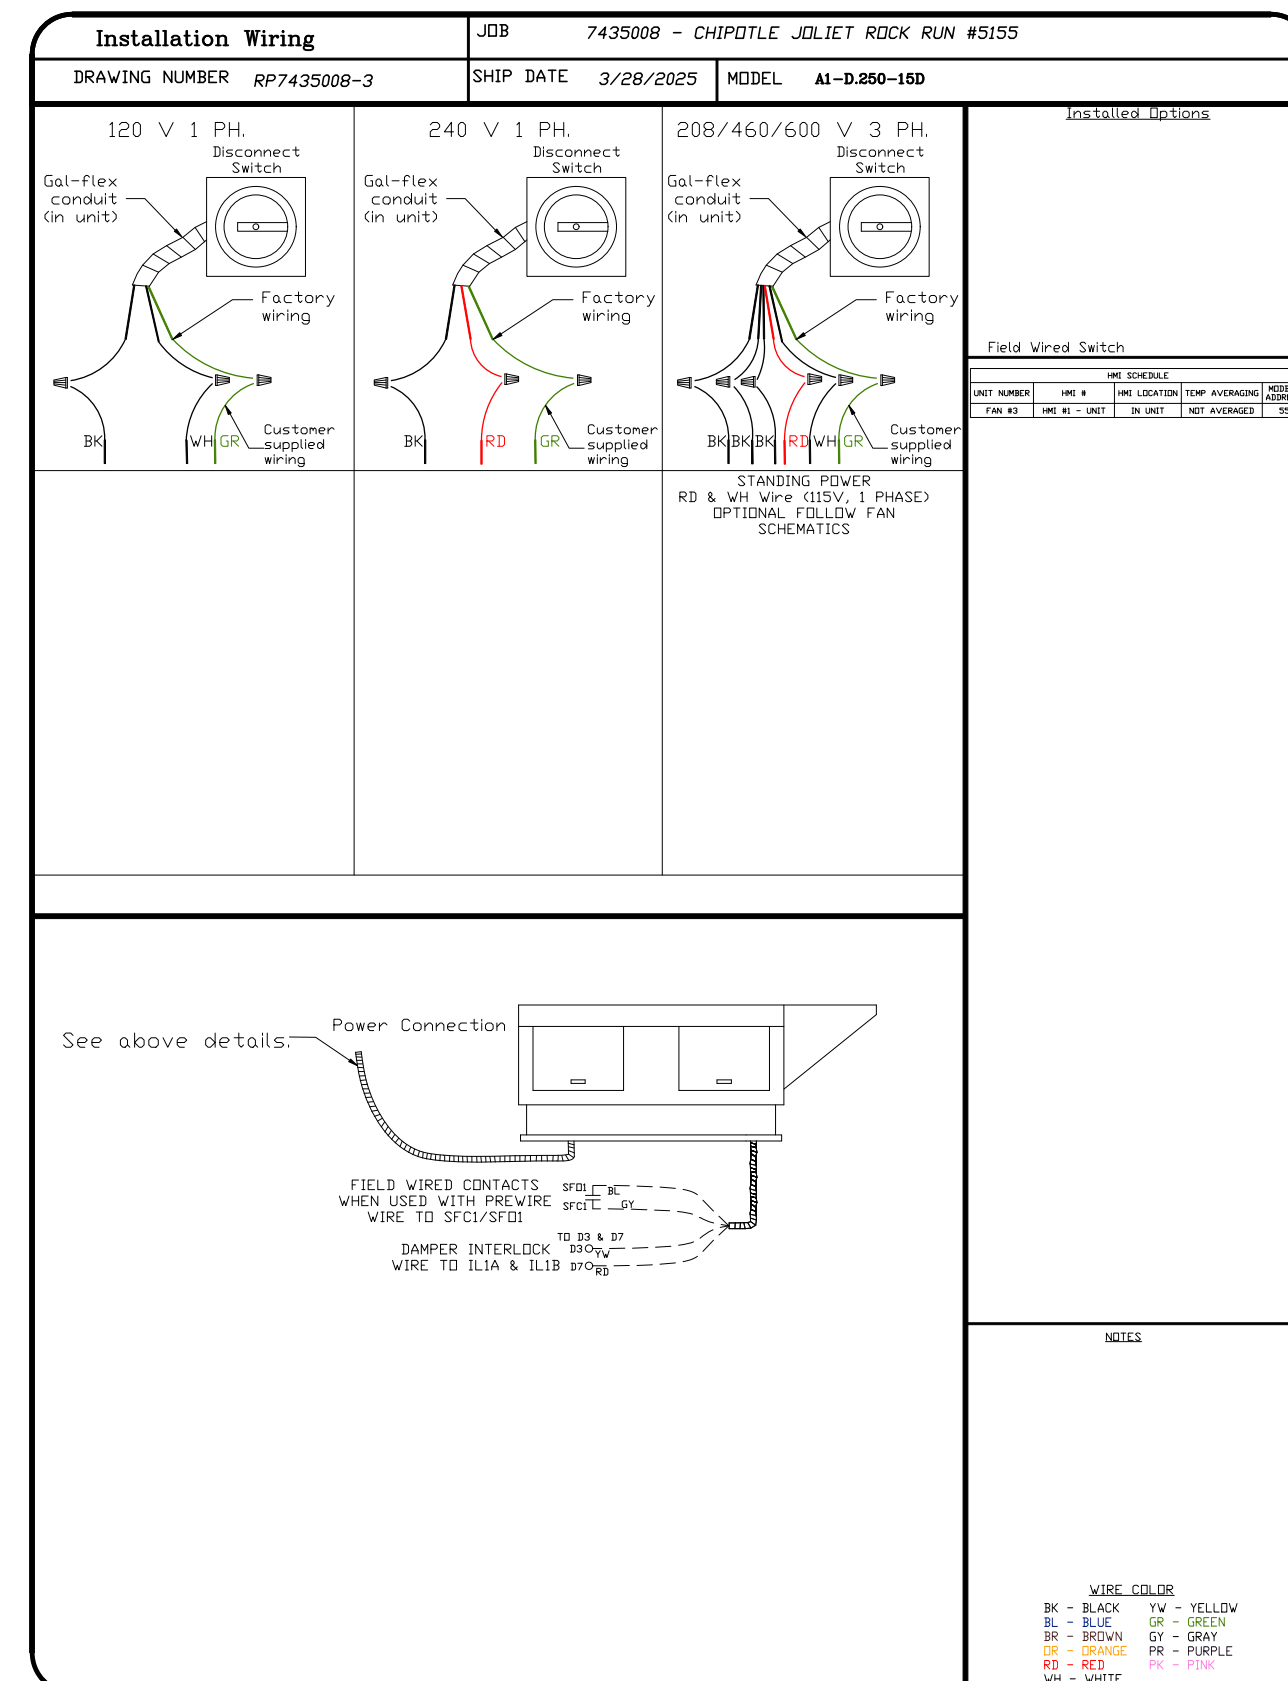 Installation Wiring
JOB 7435008 - CHIPOTLE JOLIET ROCK RUN #5155
DRAWING NUMBER RP7435008-3
SHIP DATE 3/28/2025
MODEL A1-D.250-15D
120 V 1 PH.
Disconnect
Switch
Gal-flex
conduit
(in unit)
Factory
wiring
BK
WH
GR
Customer
supplied
wiring
240 V 1 PH.
Disconnect
Switch
Gal-flex
conduit
(in unit)
Factory
wiring
BK
RD
GR
Customer
supplied
wiring
208/460/600 V 3 PH.
Disconnect
Switch
Gal-flex
conduit
(in unit)
Factory
wiring
BK
BK
BK
RD
WH
GR
Customer
supplied
wiring
STANDING POWER
RD & WH Wire (115V, 1 PHASE)
OPTIONAL FOLLOW FAN
SCHEMATICS
Installed Options
Field Wired Switch
HMI SCHEDULE
UNIT NUMBER HMI # HMI LOCATION TEMP AVERAGING
FAN #3 HMI #1 - UNIT IN UNIT NOT AVERAGED 55
See above details.
Power Connection
FIELD WIRED CONTACTS
WHEN USED WITH PREWIRE
WIRE TO SFC1/SFO1
SFO1 BL
SFC1 GY
TO D3 & D7
DAMPER INTERLOCK
WIRE TO IL1A & IL1B
D3 YW
D7 RD
NOTES
WIRE COLOR
BK - BLACK YW - YELLOW
BL - BLUE GR - GREEN
BR - BROWN GY - GRAY
OR - ORANGE PR - PURPLE
RD - RED PK - PINK
WH - WHITE